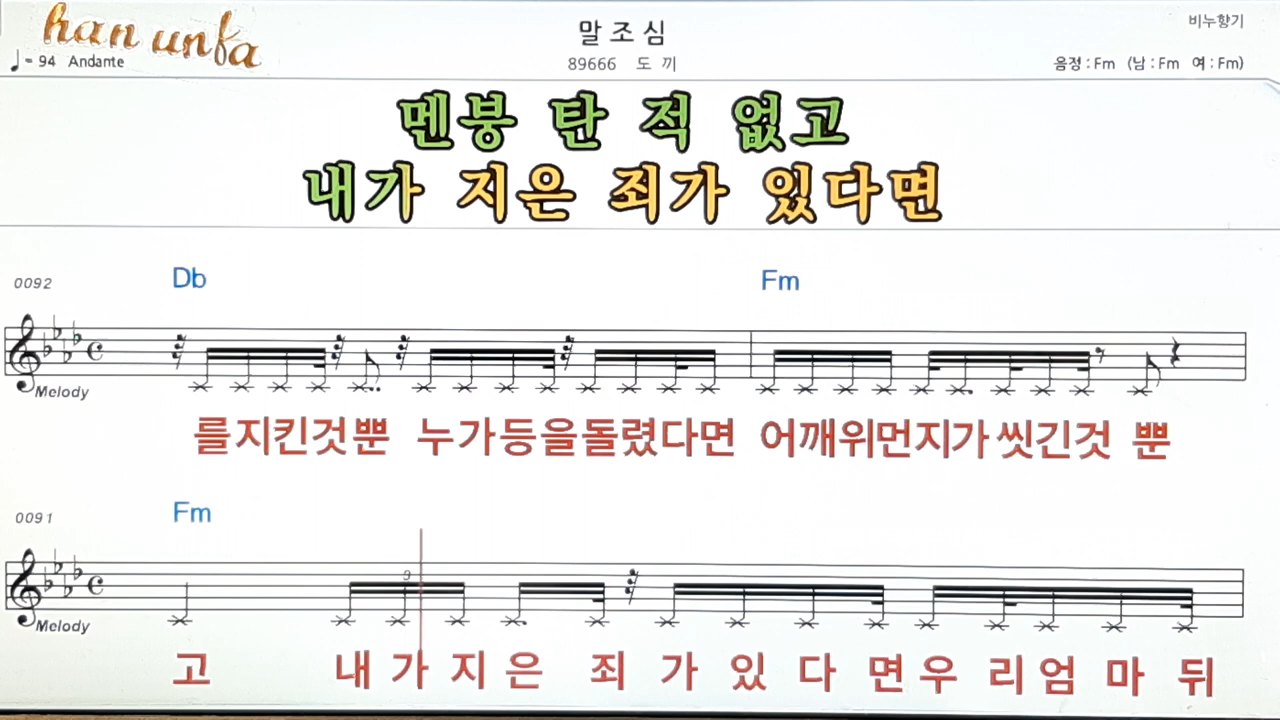 han unfa
말 조 심
비누향기
♩= 94 Andante
89666 도 끼
음정 : Fm (남 : Fm 여 : Fm)
멘붕 탄 적 없고
내가 지은 죄가 있다면
0092 Db Fm
Melody
를지킨것뿐 누가등을돌렸다면 어깨위먼지가씻긴것 뿐
0091 Fm
3
Melody
고 내가지은 죄가있다면우리엄마뒤